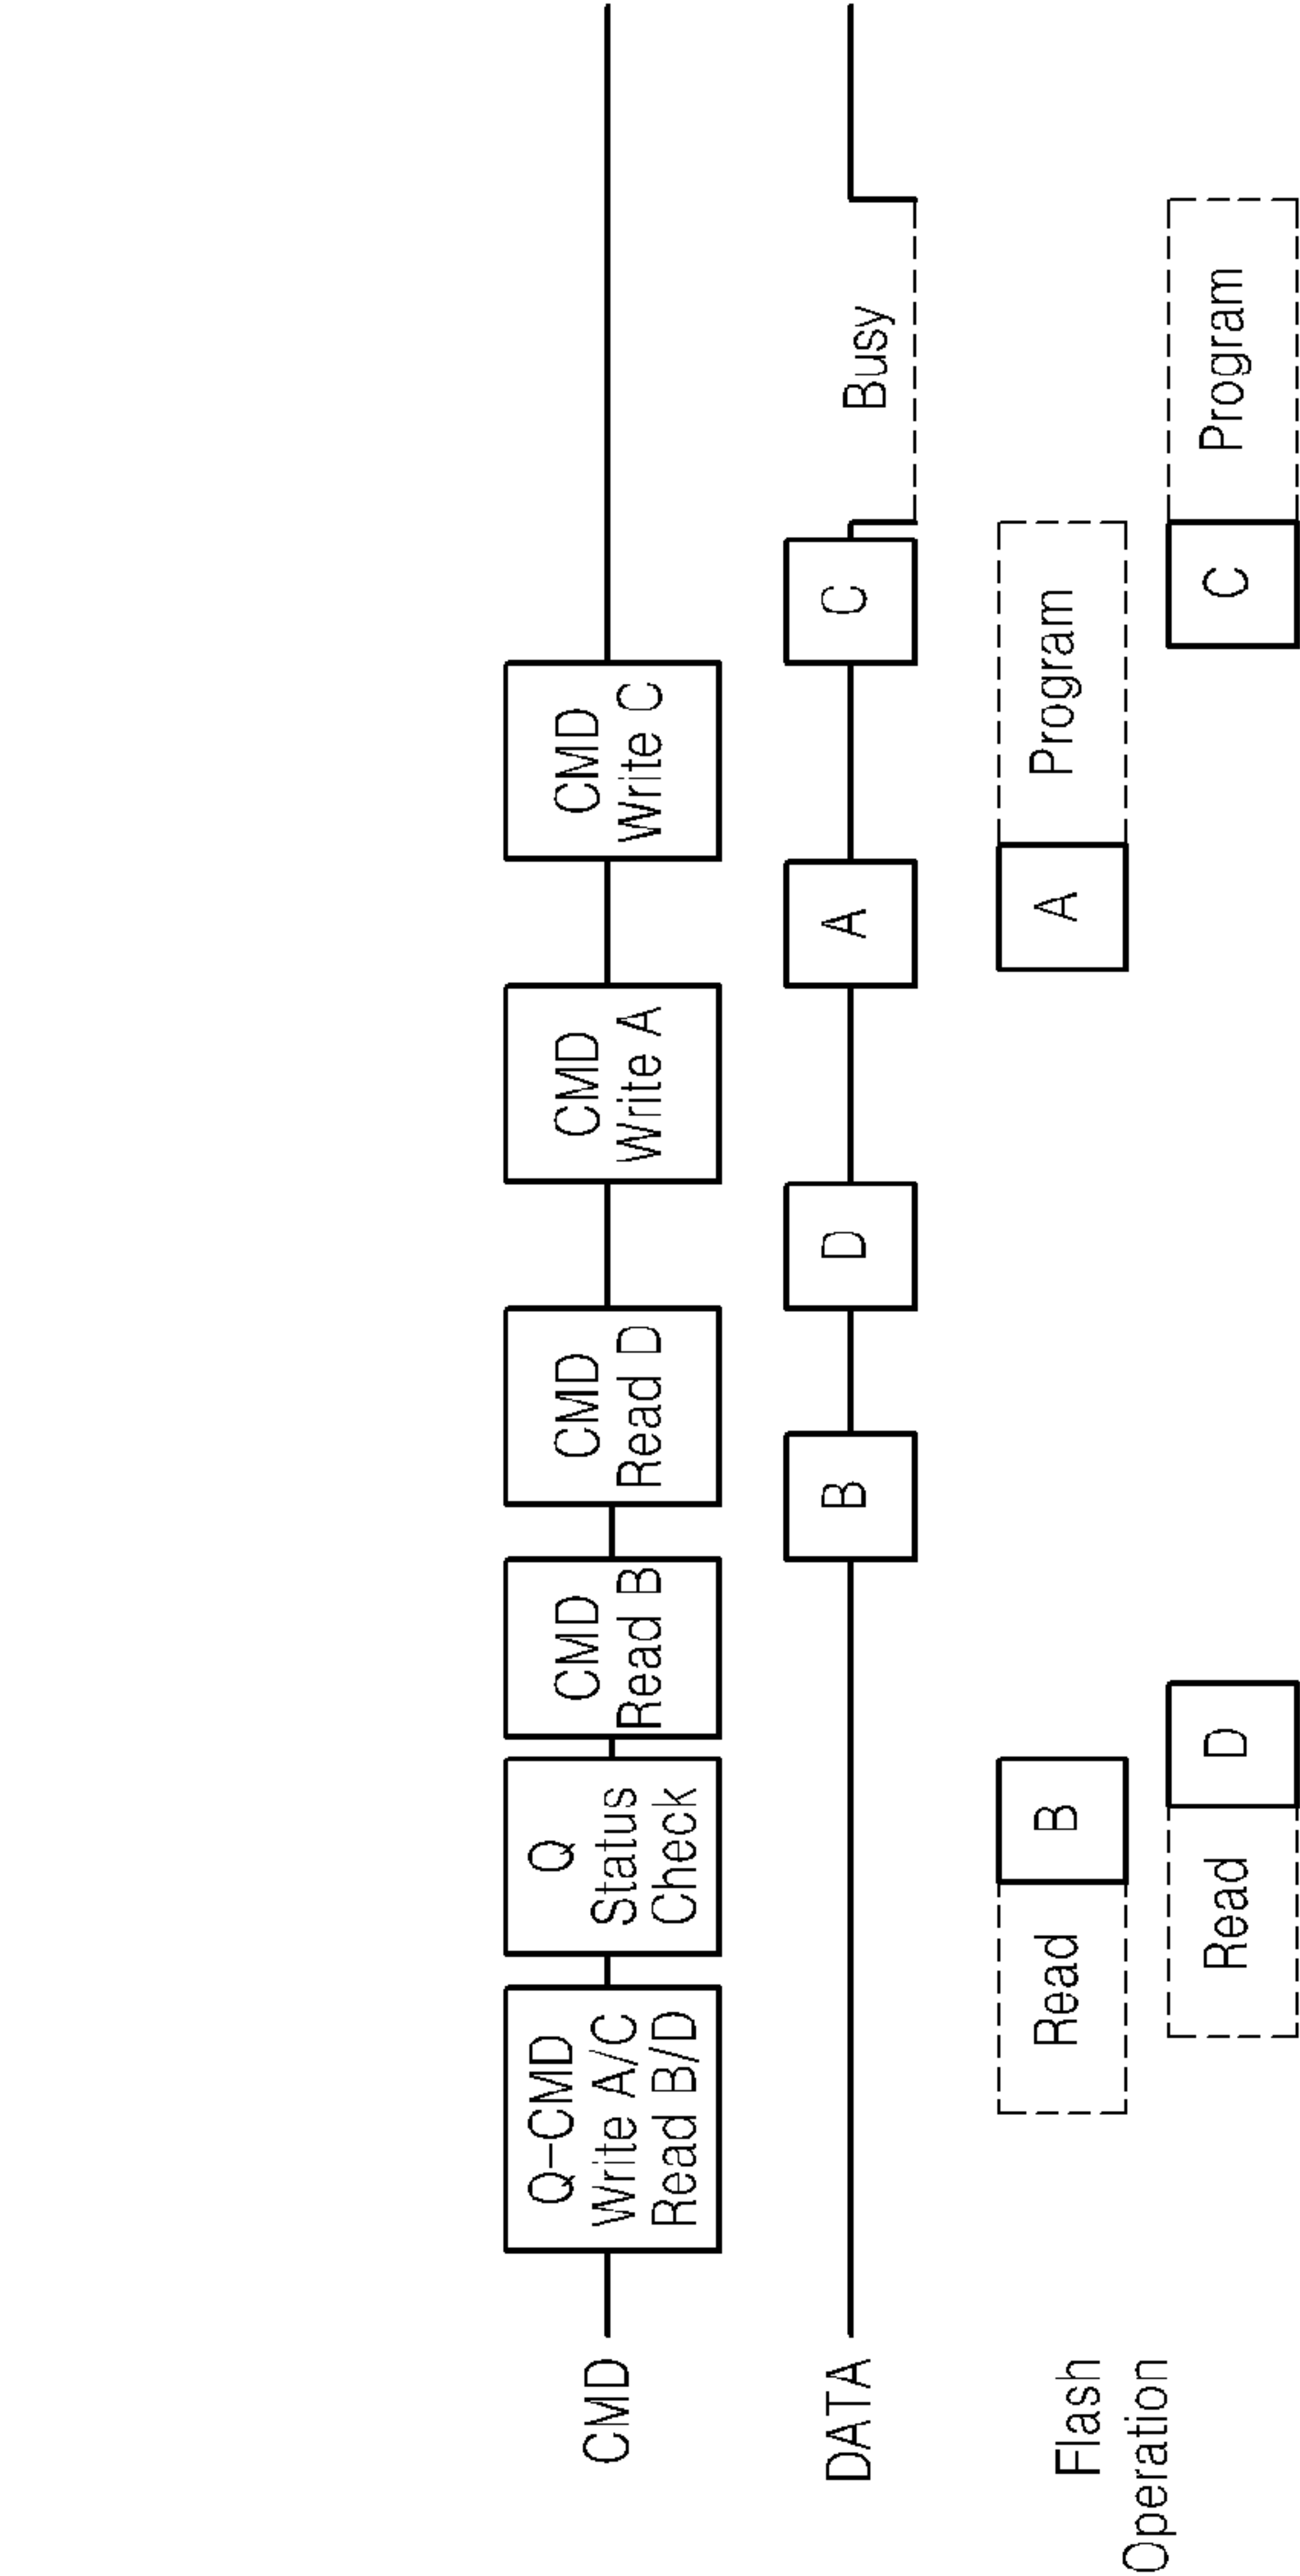 CMD
Q-CMD
Write A/C
Read B/D
Q
Status
Check
CMD
Read B
CMD
Read D
CMD
Write A
CMD
Write C
DATA
B
D
A
C
Busy
Flash
Operation
Read
B
A
Program
Read
D
C
Program